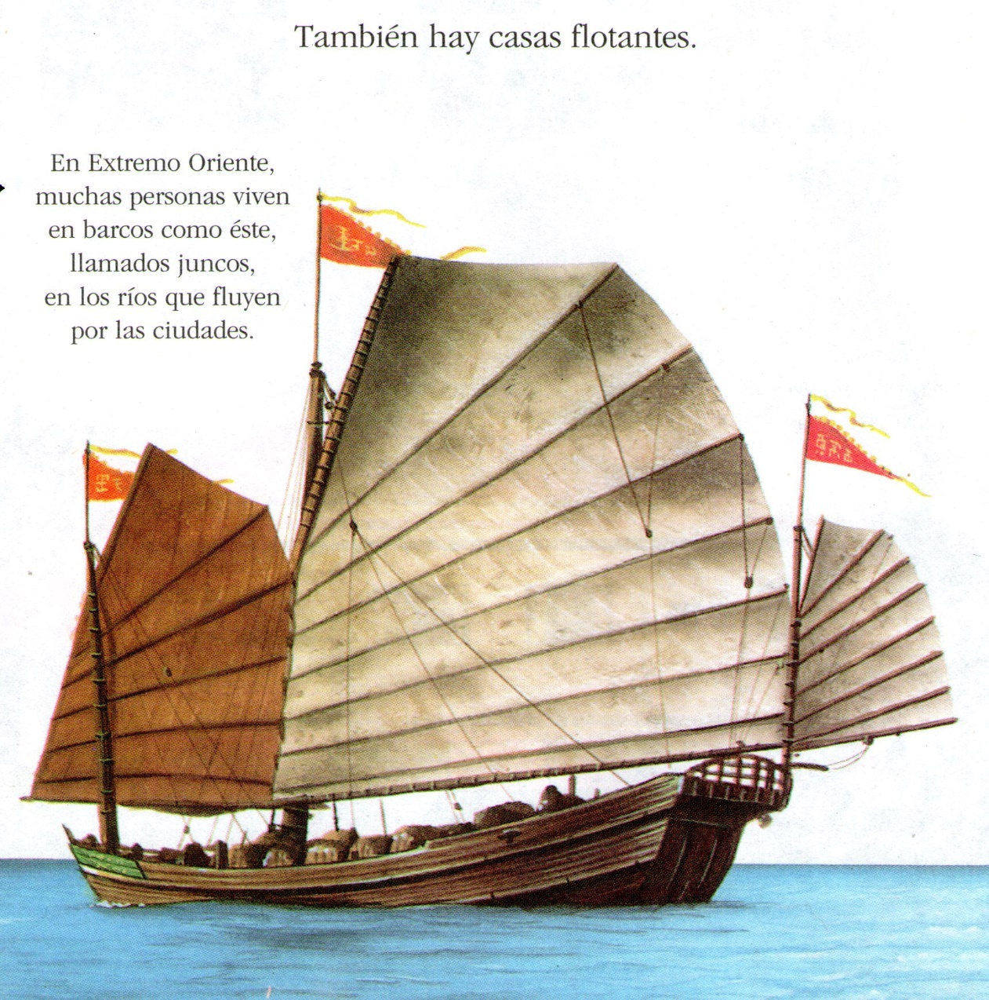 También hay casas flotantes.
En Extremo Oriente,
muchas personas viven
en barcos como éste,
llamados juncos,
en los ríos que fluyen
por las ciudades.